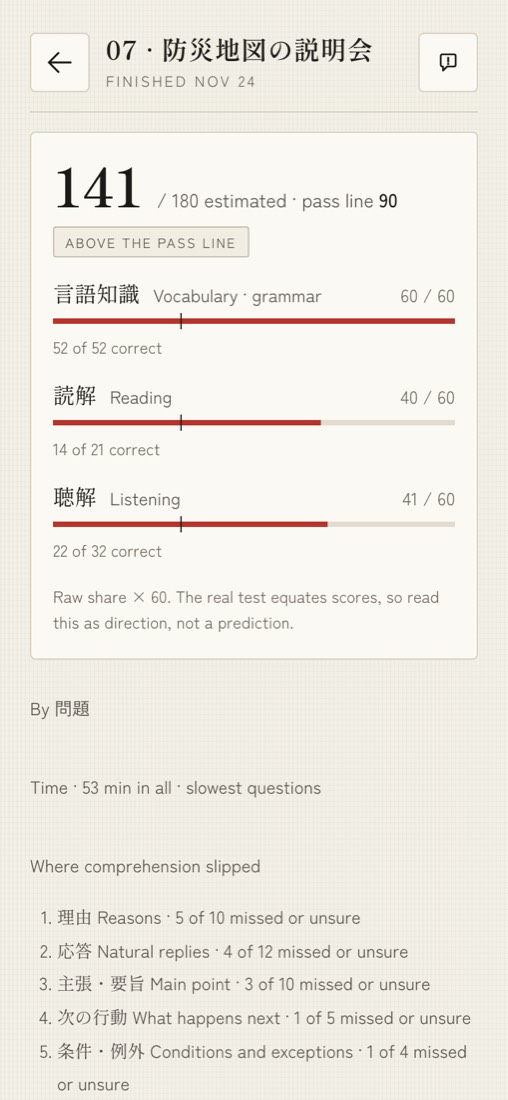 07・防災地図の説明会
FINISHED NOV 24
141 / 180 estimated · pass line 90
ABOVE THE PASS LINE
言語知識 Vocabulary · grammar 60 / 60
52 of 52 correct
読解 Reading 40 / 60
14 of 21 correct
聴解 Listening 41 / 60
22 of 32 correct
Raw share × 60. The real test equates scores, so read
this as direction, not a prediction.
By 問題
Time · 53 min in all · slowest questions
Where comprehension slipped
1. 理由 Reasons · 5 of 10 missed or unsure
2. 応答 Natural replies · 4 of 12 missed or unsure
3. 主張・要旨 Main point · 3 of 10 missed or unsure
4. 次の行動 What happens next · 1 of 5 missed or unsure
5. 条件・例外 Conditions and exceptions · 1 of 4 missed
or unsure